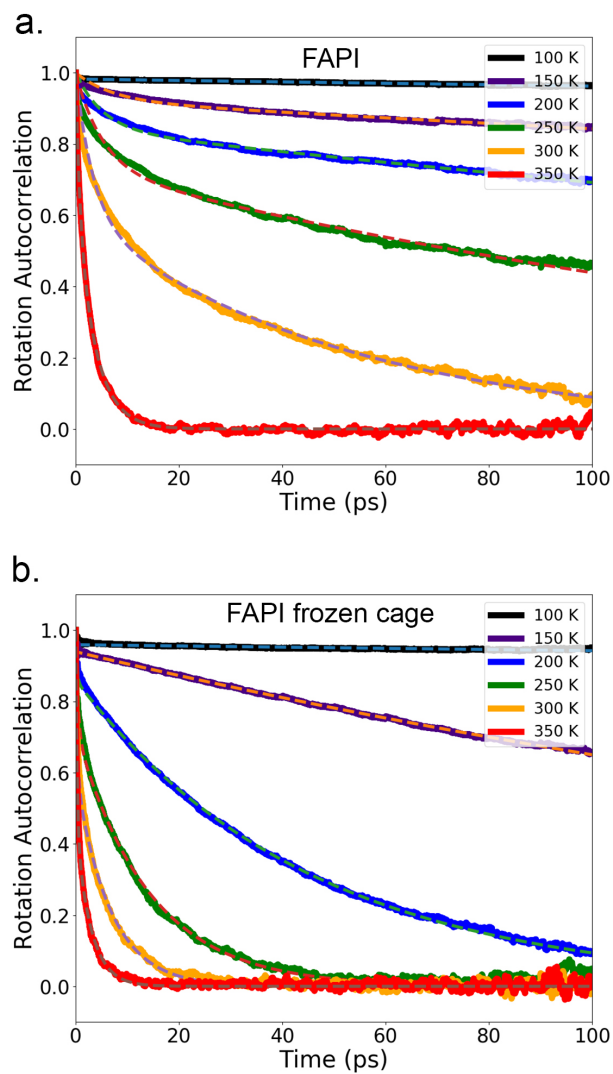 a.
FAPI
100 K
150 K
200 K
250 K
300 K
350 K
Rotation Autocorrelation
1.0
0.8
0.6
0.4
0.2
0.0
0 20 40 60 80 100
Time (ps)
b.
FAPI frozen cage
100 K
150 K
200 K
250 K
300 K
350 K
Rotation Autocorrelation
1.0
0.8
0.6
0.4
0.2
0.0
0 20 40 60 80 100
Time (ps)